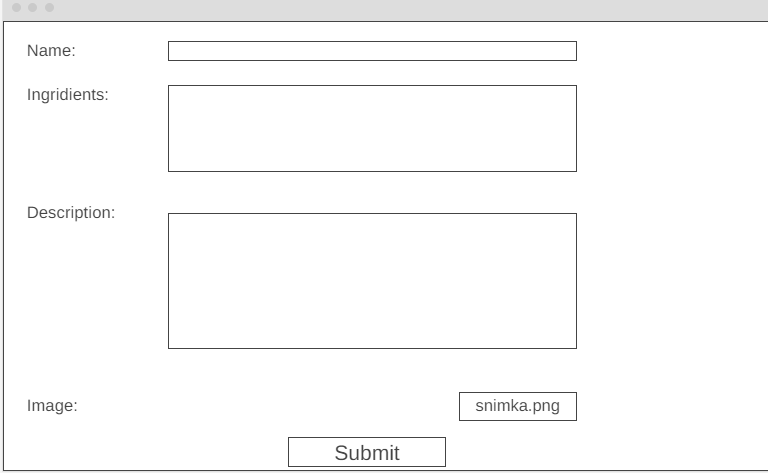 Name:
Ingridients:
Description:
Image:
snimka.png
Submit